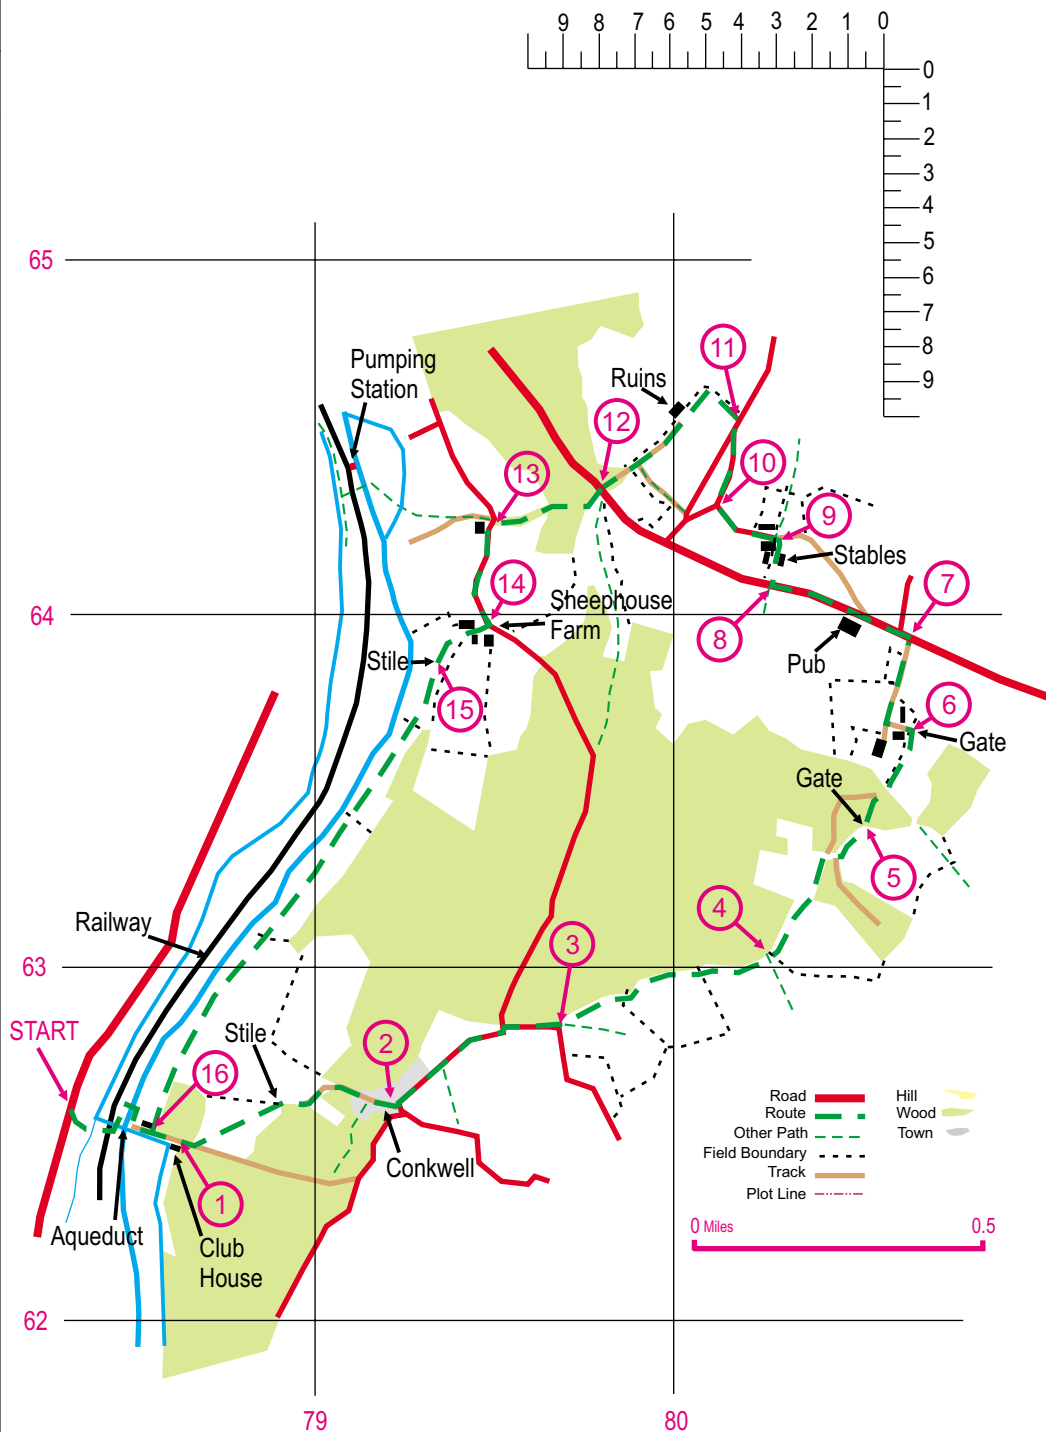 9 8 7 6 5 4 3 2 1 0
0
1
2
3
4
5
6
7
8
9
65
Pumping
Station
Ruins
11
12
13
10
9
Stables
14
Sheephouse
Farm
64
7
8
Pub
Stile
15
6
Gate
Gate
5
4
Railway
3
63
START
Stile
2
16
Conkwell
1
Aqueduct
Club
House
Road
Hill
Route
Wood
Other Path
Town
Field Boundary
Track
Plot Line
0 Miles 0.5
62
79 80